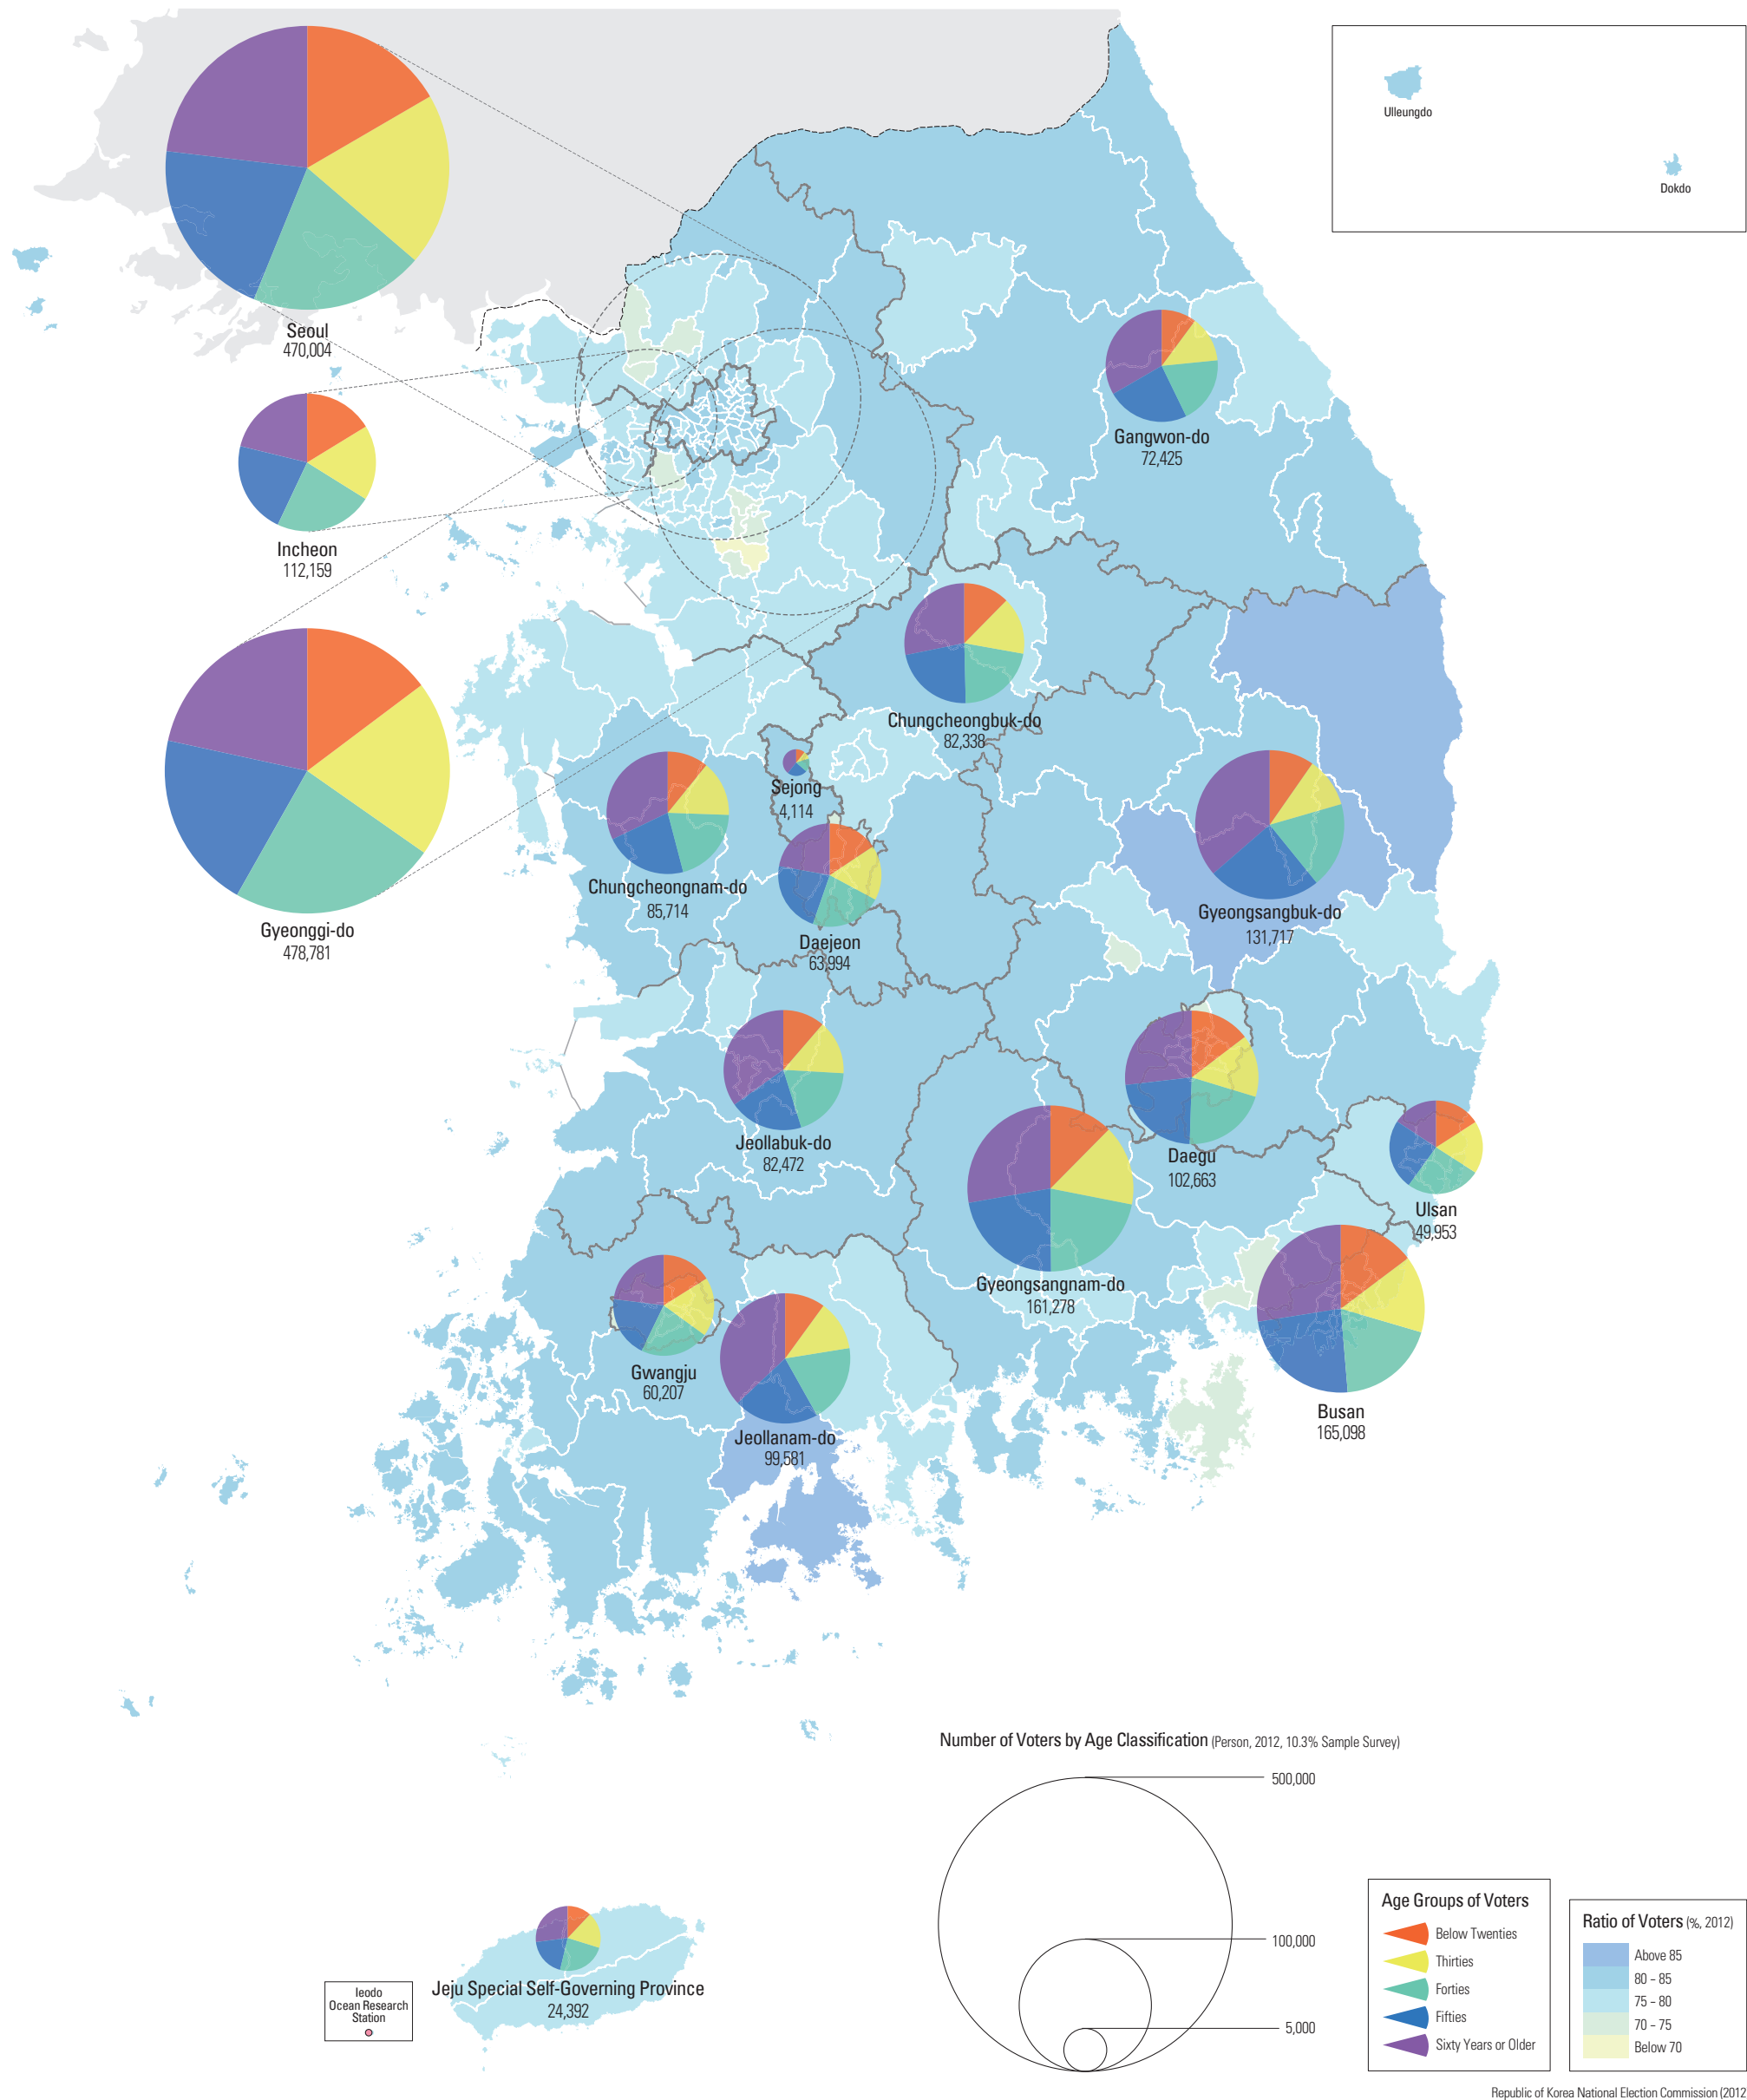 Ulleungdo
Dokdo
Seoul
470,004
Gangwon-do
72,425
Incheon
112,159
Chungcheongbuk-do
82,338
Sejong
4,114
Chungcheongnam-do
85,714
Gyeongsangbuk-do
131,717
Gyeonggi-do
478,781
Daejeon
63,994
Jeollabuk-do
82,472
Daegu
102,663
Ulsan
49,953
Gyeongsangnam-do
161,278
Gwangju
60,207
Busan
165,098
Jeollanam-do
99,581
Number of Voters by Age Classification (Person, 2012, 10.3% Sample Survey)
500,000
100,000
5,000
Age Groups of Voters
Below Twenties
Thirties
Forties
Fifties
Sixty Years or Older
Ratio of Voters (%, 2012)
Above 85
80 - 85
75 - 80
70 - 75
Below 70
Jeju Special Self-Governing Province
24,392
Ieodo
Ocean Research
Station
Republic of Korea National Election Commission (2012